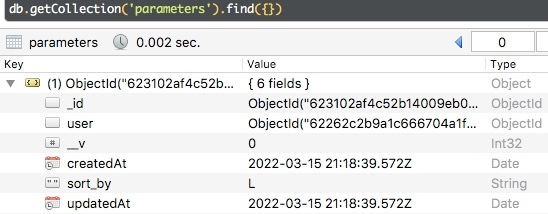 db.getCollection('parameters').find({})
parameters 0.002 sec. 0
Key Value Type
(1) ObjectId("623102af4c52b... { 6 fields } Object
_id ObjectId("623102af4c52b14009eb0... ObjectId
user ObjectId("62262c2b9a1c666704a1f... ObjectId
# __v 0 Int32
createdAt 2022-03-15 21:18:39.572Z Date
" " sort_by L String
updatedAt 2022-03-15 21:18:39.572Z Date